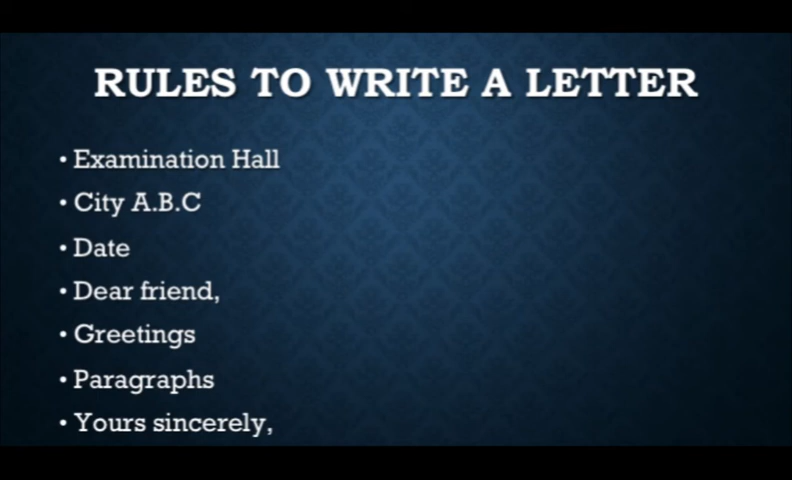 RULES TO WRITE A LETTER
• Examination Hall
• City A.B.C
• Date
• Dear friend,
• Greetings
• Paragraphs
• Yours sincerely,